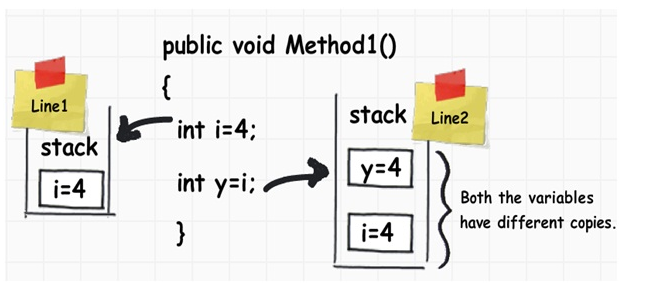 public void Method1()
{
Line1
int i=4;
stack
i=4
int y=i;
}
Line2
stack
y=4
i=4
Both the variables
have different copies.